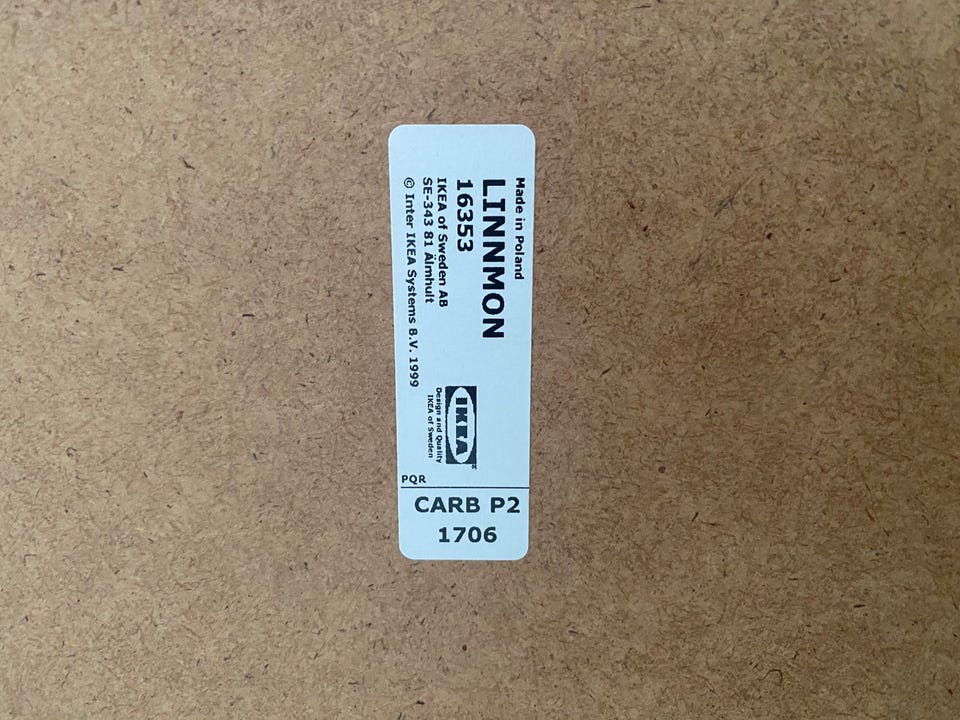 Made in Poland
LINNMON
16353
IKEA of Sweden AB
SE-343 81 Älmhult
© Inter IKEA Systems B.V. 1999
IKEA®
Design and Quality
IKEA of Sweden
PQR
CARB P2
1706